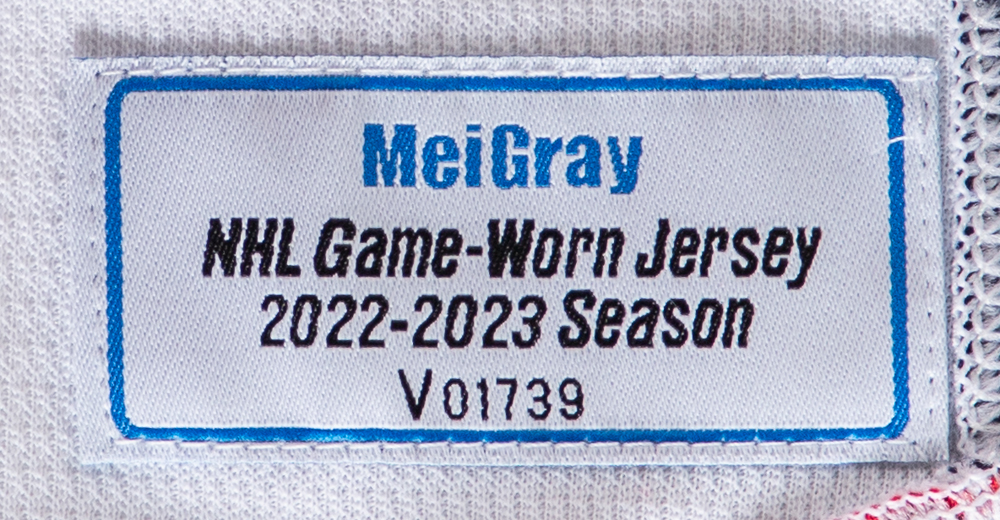 MeiGray
NHL Game-Worn Jersey
2022-2023 Season
V01739